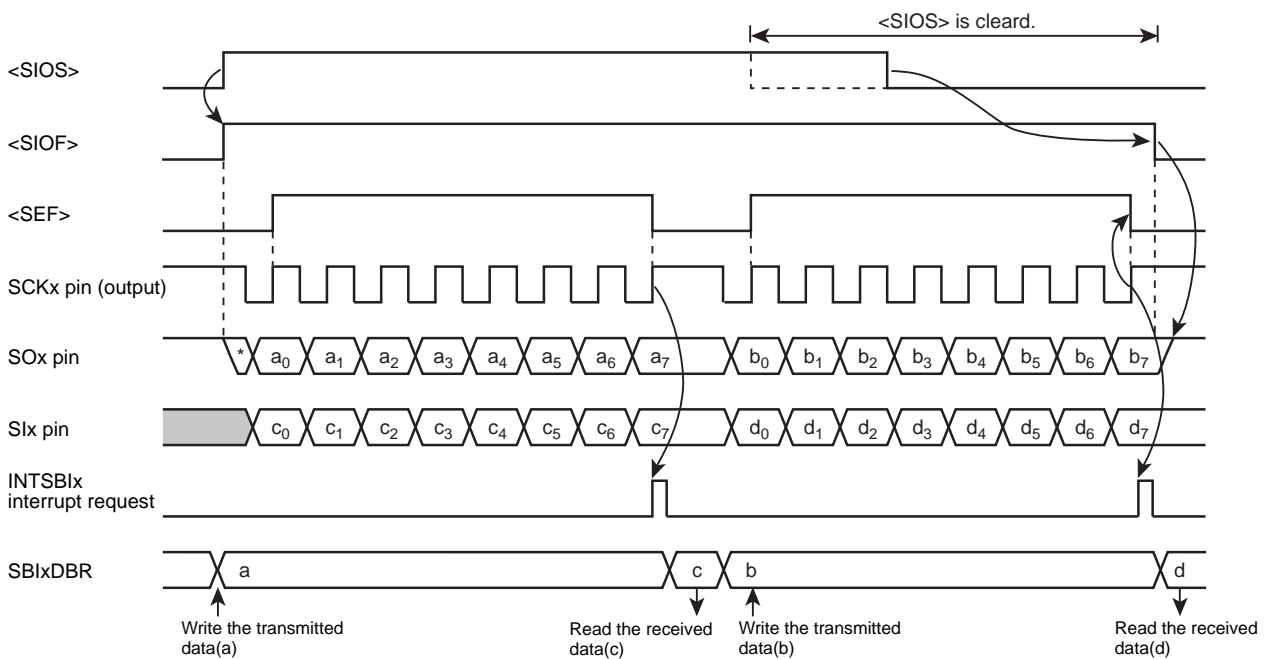 <SIOS> is cleard.
<SIOS>
<SIOF>
<SEF>
SCKx pin (output)
SOx pin
* a0 a1 a2 a3 a4 a5 a6 a7 b0 b1 b2 b3 b4 b5 b6 b7
SIx pin
c0 c1 c2 c3 c4 c5 c6 c7 d0 d1 d2 d3 d4 d5 d6 d7
INTSBIx
interrupt request
SBIxDBR
a c b d
Write the transmitted
data(a)
Read the received
data(c)
Write the transmitted
data(b)
Read the received
data(d)